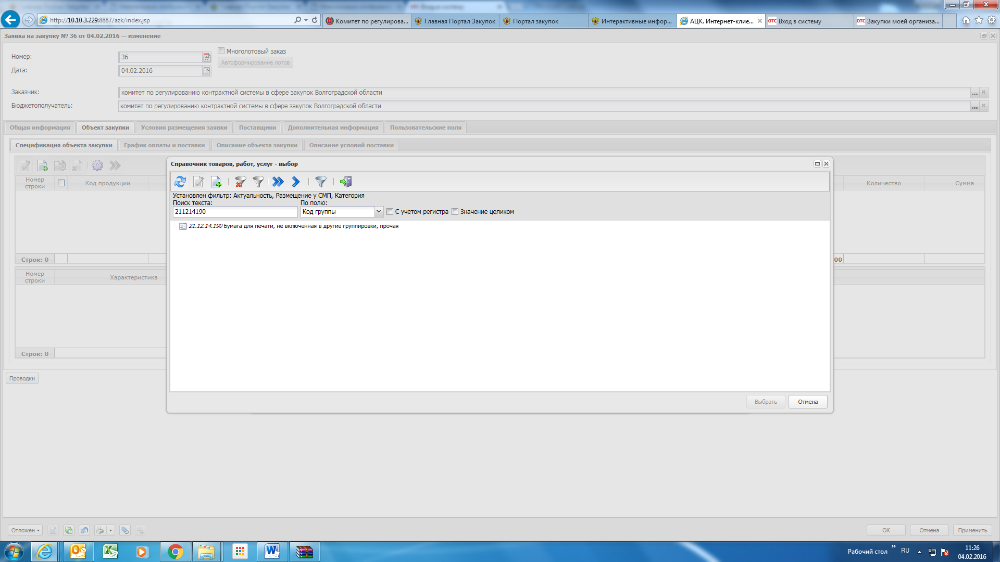 http://10.10.3.229:8887/azk/index.jsp
Комитет по регулирова...
Главная Портал Закупок
Портал закупок
Интерактивные инфор...
АЦК. Интернет-клие...
отс Вход в систему
отс Закупки моей организа...
Заявка на закупку № 36 от 04.02.2016 — изменение
Номер:
36
Многолотовый заказ
Автоформирование лотов
Дата:
04.02.2016
Заказчик:
комитет по регулированию контрактной системы в сфере закупок Волгоградской области
Бюджетополучатель:
комитет по регулированию контрактной системы в сфере закупок Волгоградской области
Общая информация
Объект закупки
Условия размещения заявки
Поставщики
Дополнительная информация
Пользовательские поля
Спецификация объекта закупки
График оплаты и поставки
Описание объекта закупки
Описание условий поставки
Номер строки
Код продукции
Количество
Сумма
Строк: 0
00
Номер строки
Характеристика
Строк: 0
Справочник товаров, работ, услуг - выбор
Установлен фильтр: Актуальность, Размещение у СМП, Категория
Поиск текста:
По полю:
211214190
Код группы
С учетом регистра
Значение целиком
21.12.14.190 Бумага для печати, не включенная в другие группировки, прочая
Выбрать
Отмена
Проводки
Отложен
OK
Отмена
Применить
Рабочий стол
RU
11:26
04.02.2016